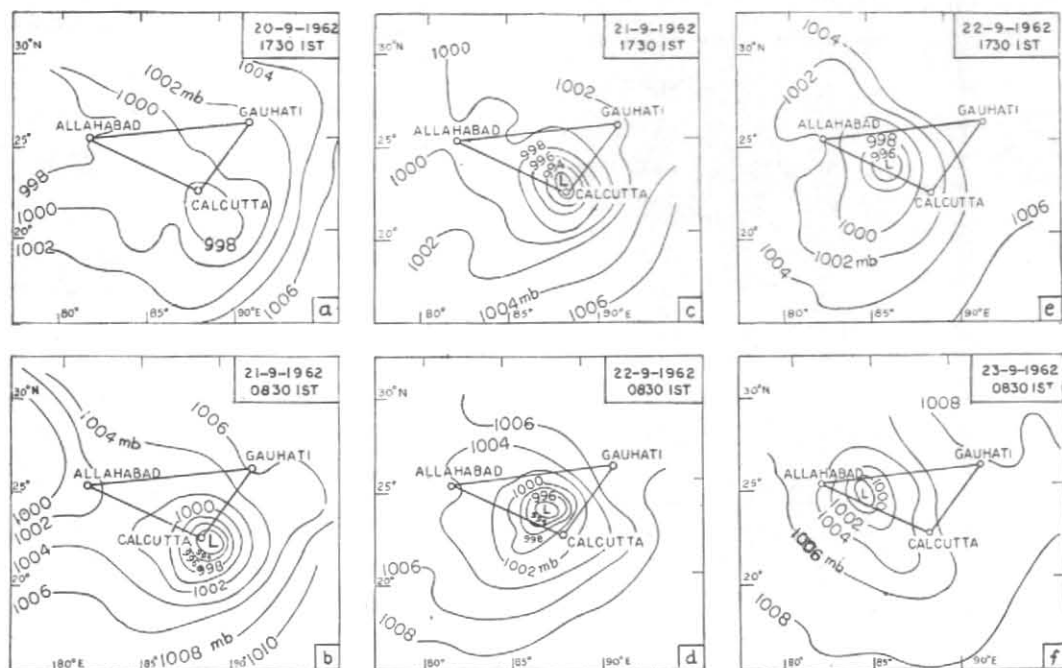 20-9-1962
1730 IST
30°N
1004
1002 mb
1000
GAUHATI
ALLAHABAD
25°
998
CALCUTTA
1000
20°
998
1002
1006
80°
85°
90°E
a
21-9-1962
1730 IST
30°N
1000
1002
GAUHATI
ALLAHABAD
25°
998
996
994
L
1000
CALCUTTA
20°
1002
1004 mb
1006
80°
85°
90°E
c
22-9-1962
1730 IST
30°N
1004
1002
GAUHATI
ALLAHABAD
25°
998
996
L
CALCUTTA
1006
20°
1000
1002 mb
1004
80°
85°
90°E
e
21-9-1962
0830 IST
30°N
1004 mb
1006
GAUHATI
ALLAHABAD
25°
1000
1000
1002
CALCUTTA
L
1004
998
1002
20°
1006
1008 mb
1010
180°E
85°
90°E
b
22-9-1962
0830 IST
30°N
1006
1004
GAUHATI
ALLAHABAD
25°
1000
996
L
CALCUTTA
998
1002 mb
1006
20°
1008
80°
85°
90°E
d
23-9-1962
0830 IST
30°N
1008
GAUHATI
ALLAHABAD
25°
L
1000
1002
1004
CALCUTTA
1006 mb
20°
1008
80°
85°
90°E
f